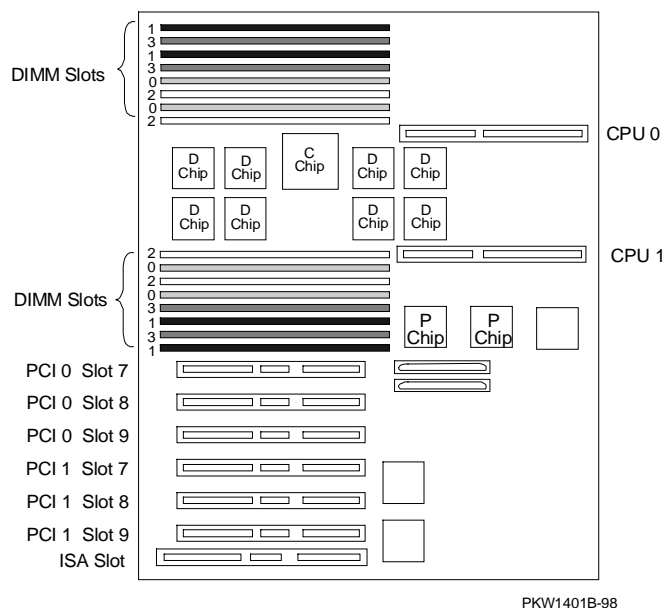 1
3
1
3
0
2
0
2
DIMM Slots
CPU 0
D Chip
D Chip
C Chip
D Chip
D Chip
D Chip
D Chip
D Chip
D Chip
CPU 1
2
0
2
0
3
1
3
1
DIMM Slots
P Chip
P Chip
PCI 0 Slot 7
PCI 0 Slot 8
PCI 0 Slot 9
PCI 1 Slot 7
PCI 1 Slot 8
PCI 1 Slot 9
ISA Slot
PKW1401B-98